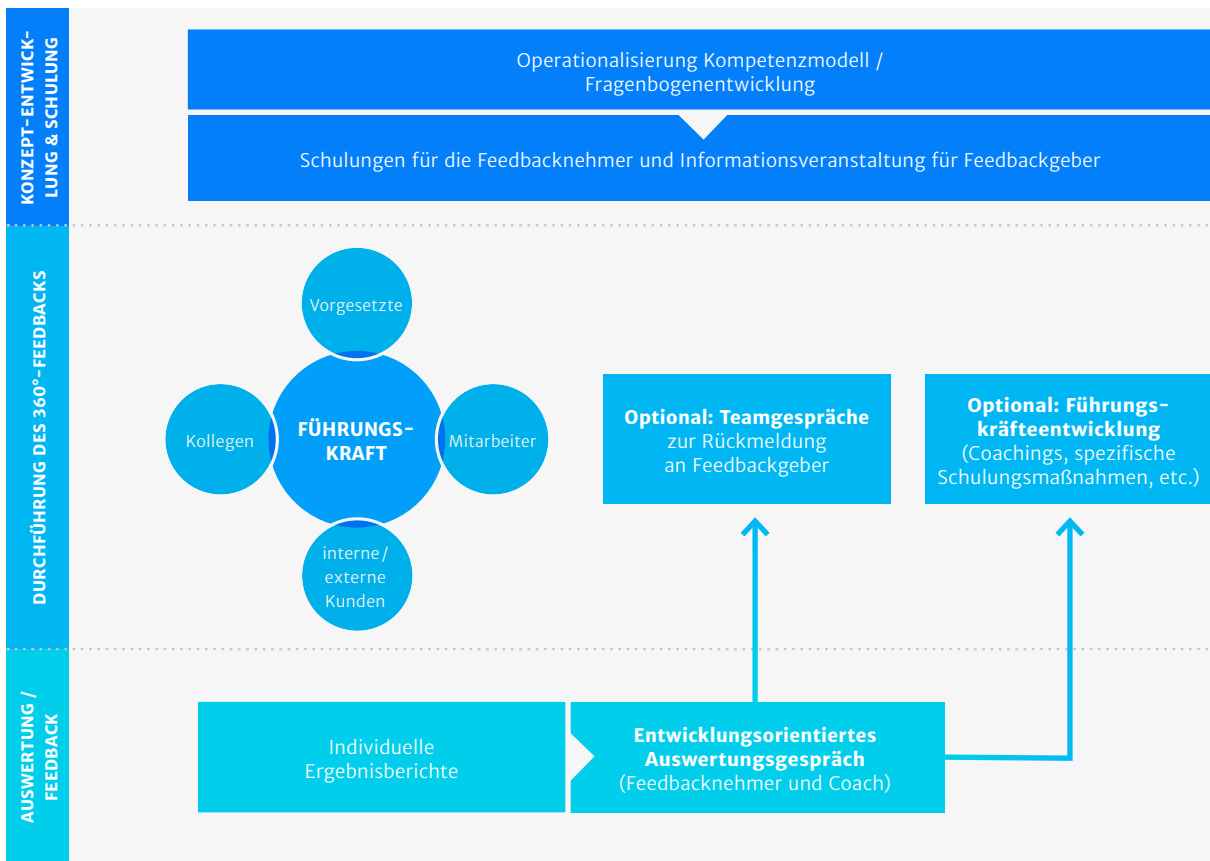 KONZEPT-ENTWICK-
LUNG & SCHULUNG
Operationalisierung Kompetenzmodell /
Fragenbogenentwicklung
Schulungen für die Feedbacknehmer und Informationsveranstaltung für Feedbackgeber
DURCHFÜHRUNG DES 360°-FEEDBACKS
Vorgesetzte
Kollegen
FÜHRUNGS-
KRAFT
Mitarbeiter
interne/
externe
Kunden
Optional: Teamgespräche
zur Rückmeldung
an Feedbackgeber
Optional: Führungs-
kräfteentwicklung
(Coachings, spezifische
Schulungsmaßnahmen, etc.)
AUSWERTUNG /
FEEDBACK
Individuelle
Ergebnisberichte
Entwicklungsorientiertes
Auswertungsgespräch
(Feedbacknehmer und Coach)